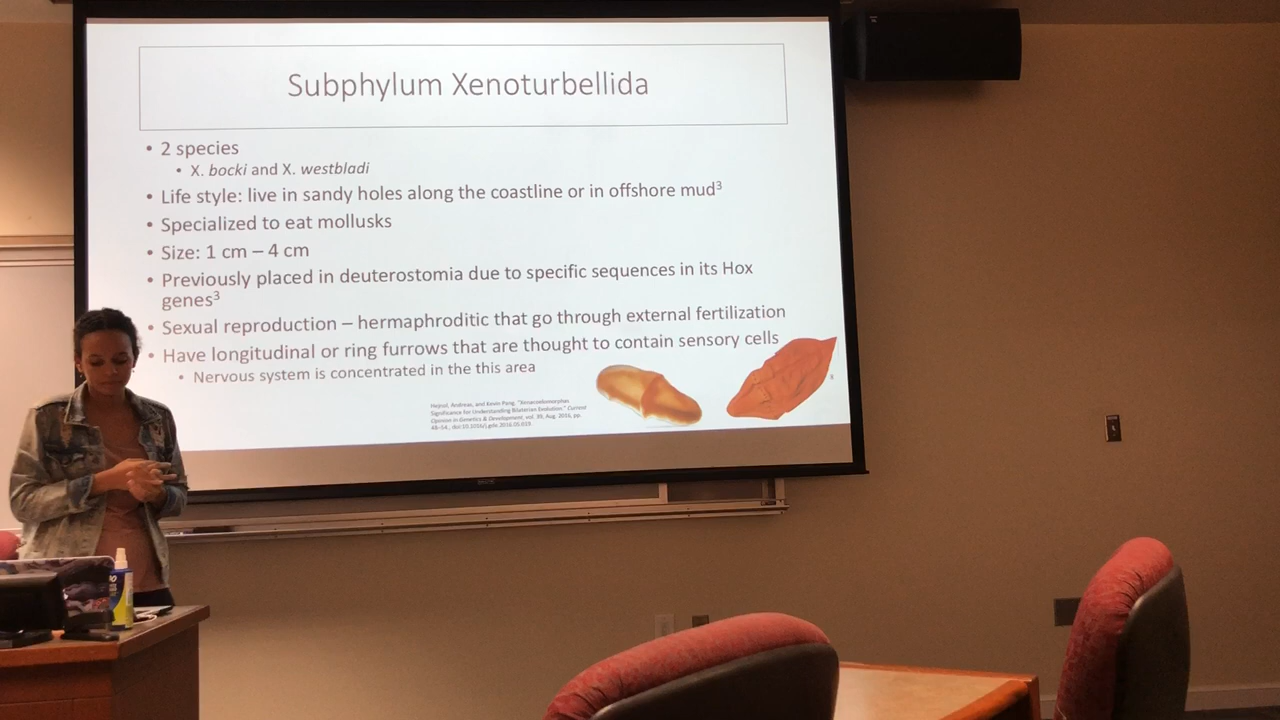 Subphylum Xenoturbellida
• 2 species
• X. bocki and X. westbladi
• Life style: live in sandy holes along the coastline or in offshore mud³
• Specialized to eat mollusks
• Size: 1 cm – 4 cm
• Previously placed in deuterostomia due to specific sequences in its Hox
genes³
• Sexual reproduction – hermaphroditic that go through external fertilization
• Have longitudinal or ring furrows that are thought to contain sensory cells
• Nervous system is concentrated in the this area
Hejnol, Andreas, and Kevin Pang. "Xenacoelomorpha's
Significance for Understanding Bilaterian Evolution." Current
Opinion in Genetics & Development, vol. 39, Aug. 2016, pp.
48–54., doi:10.1016/j.gde.2016.05.019.